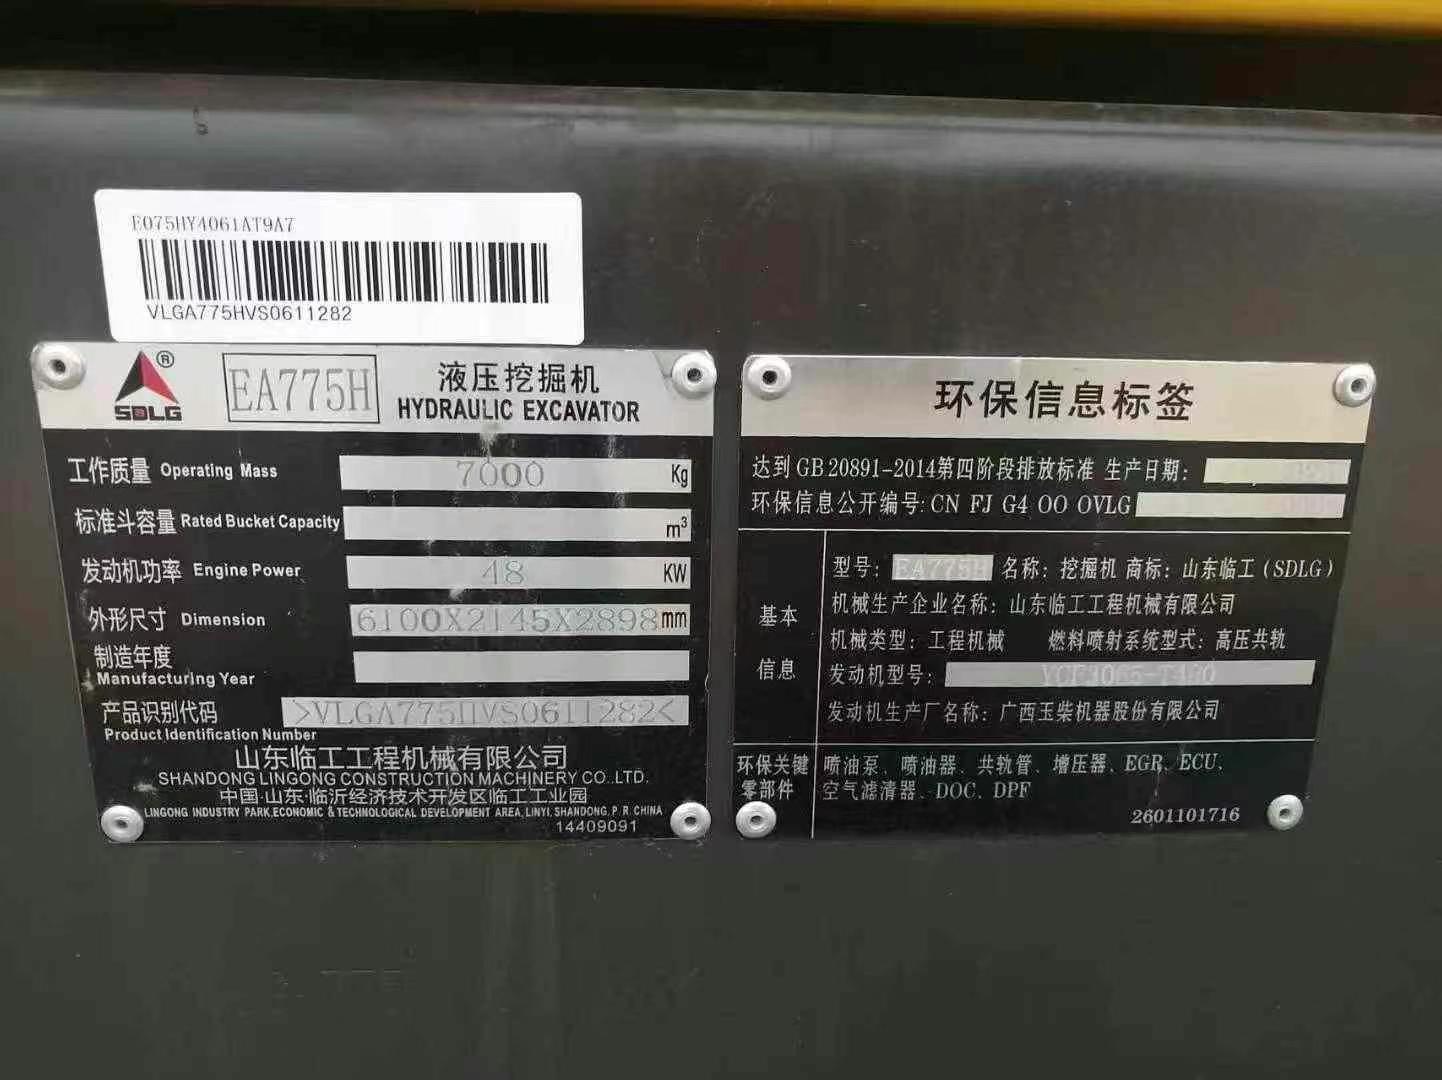 E075HY4061AT9A7
VLGA775HVS0611282
SDLG ® EA775H 液压挖掘机
HYDRAULIC EXCAVATOR
工作质量 Operating Mass 7000 Kg
标准斗容量 Rated Bucket Capacity m³
发动机功率 Engine Power 48 KW
外形尺寸 Dimension 6100X2145X2898 mm
制造年度
Manufacturing Year
产品识别代码 >VLGA775HVS0611282<
Product Identification Number
山东临工工程机械有限公司
SHANDONG LINGONG CONSTRUCTION MACHINERY CO.,LTD.
中国·山东·临沂经济技术开发区临工工业园
LINGONG INDUSTRY PARK,ECONOMIC & TECHNOLOGICAL DEVELOPMENT AREA, LINYI, SHANDONG, P. R. CHINA
14409091
环保信息标签
达到 GB 20891-2014第四阶段排放标准 生产日期:
环保信息公开编号: CN FJ G4 OO OVLG
基本
信息
型号: EA775H 名称: 挖掘机 商标: 山东临工 (SDLG)
机械生产企业名称: 山东临工工程机械有限公司
机械类型: 工程机械 燃料喷射系统型式: 高压共轨
发动机型号:
发动机生产厂名称: 广西玉柴机器股份有限公司
环保关键
零部件
喷油泵、喷油器、共轨管、增压器、EGR、ECU、
空气滤清器、DOC、DPF
2601101716